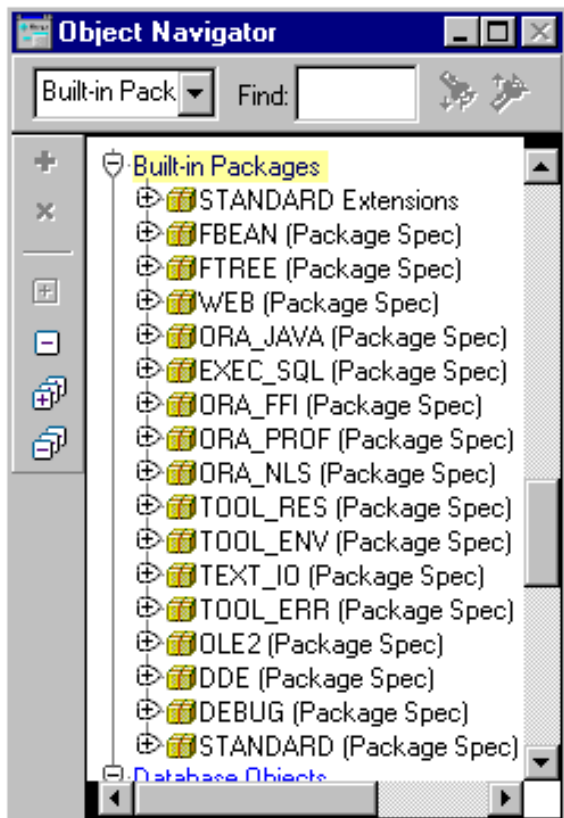 Object Navigator
Built-in Pack Find:
Built-in Packages
STANDARD Extensions
FBEAN (Package Spec)
FTREE (Package Spec)
WEB (Package Spec)
ORA_JAVA (Package Spec)
EXEC_SQL (Package Spec)
ORA_FFI (Package Spec)
ORA_PROF (Package Spec)
ORA_NLS (Package Spec)
TOOL_RES (Package Spec)
TOOL_ENV (Package Spec)
TEXT_IO (Package Spec)
TOOL_ERR (Package Spec)
OLE2 (Package Spec)
DDE (Package Spec)
DEBUG (Package Spec)
STANDARD (Package Spec)
Database Objects